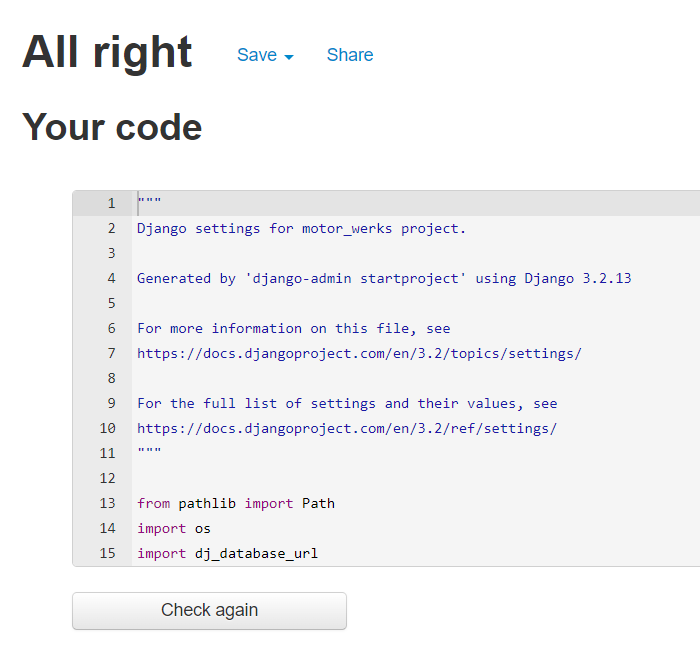 All right Save Share
Your code
1 """
2 Django settings for motor_werks project.
3
4 Generated by 'django-admin startproject' using Django 3.2.13
5
6 For more information on this file, see
7 https://docs.djangoproject.com/en/3.2/topics/settings/
8
9 For the full list of settings and their values, see
10 https://docs.djangoproject.com/en/3.2/ref/settings/
11 """
12
13 from pathlib import Path
14 import os
15 import dj_database_url
Check again